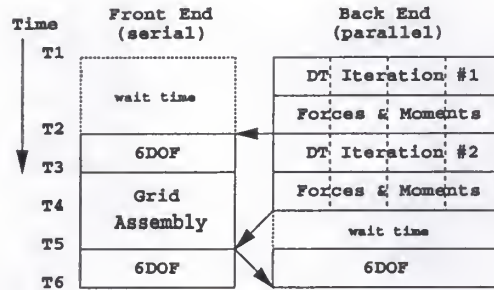 Time
Front End
(serial)
Back End
(parallel)
T1
DT Iteration #1
wait time
Forces & Moments
T2
6DOF
DT Iteration #2
T3
Grid
Assembly
Forces & Moments
T4
wait time
T5
6DOF
6DOF
T6